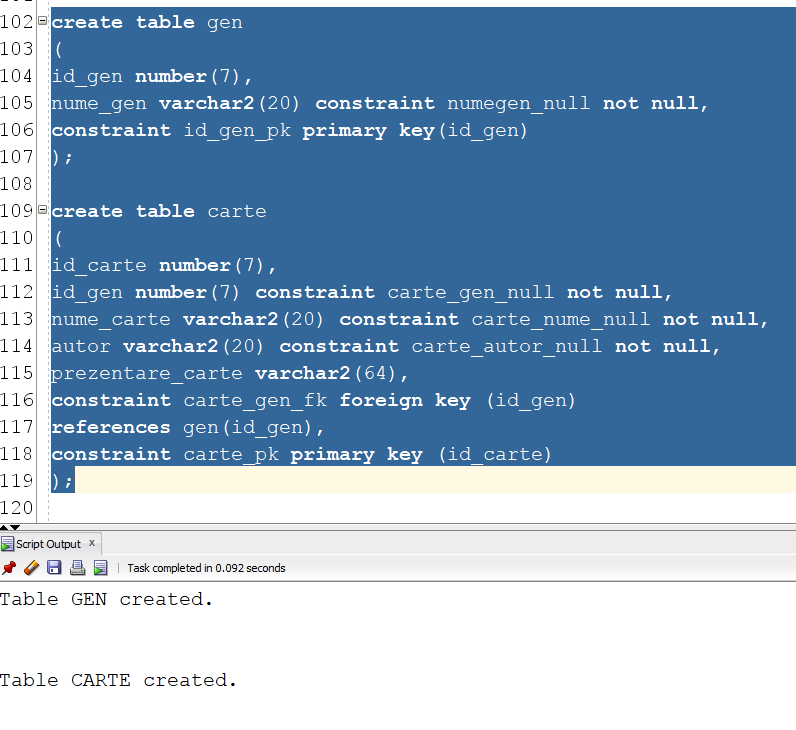 102 create table gen
103 (
104 id_gen number(7),
105 nume_gen varchar2(20) constraint numegen_null not null,
106 constraint id_gen_pk primary key(id_gen)
107 );
108
109 create table carte
110 (
111 id_carte number(7),
112 id_gen number(7) constraint carte_gen_null not null,
113 nume_carte varchar2(20) constraint carte_nume_null not null,
114 autor varchar2(20) constraint carte_autor_null not null,
115 prezentare_carte varchar2(64),
116 constraint carte_gen_fk foreign key (id_gen)
117 references gen(id_gen),
118 constraint carte_pk primary key (id_carte)
119 );
120
Script Output x
Task completed in 0.092 seconds
Table GEN created.
Table CARTE created.